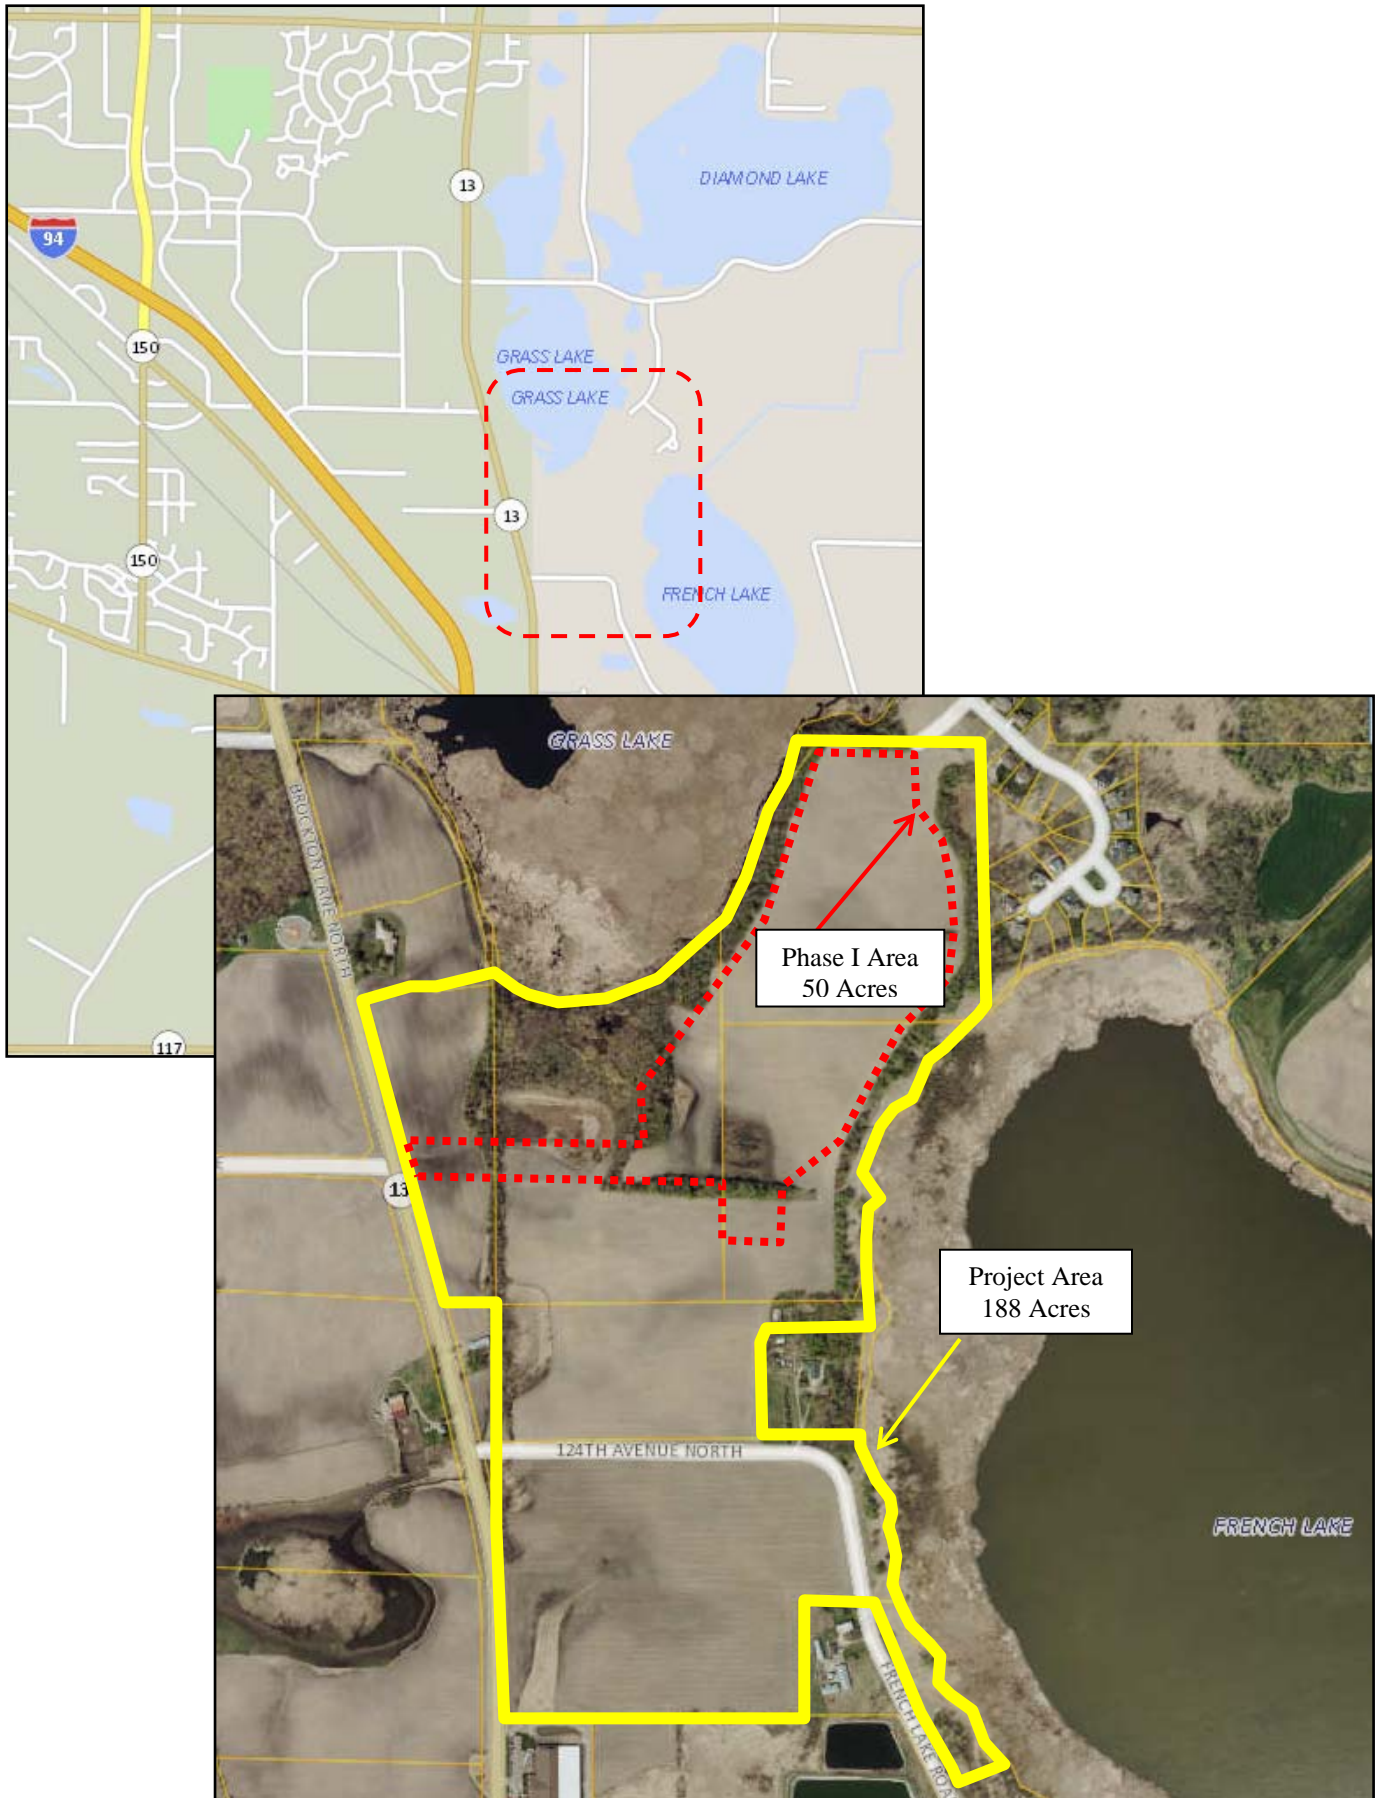 DIAMOND LAKE
13
94
150
GRASS LAKE
GRASS LAKE
13
150
FRENCH LAKE
117
GRASS LAKE
BROCKTON LANE NORTH
Phase I Area
50 Acres
13
Project Area
188 Acres
124TH AVENUE NORTH
FRENCH LAKE
FRENCH LAKE ROA